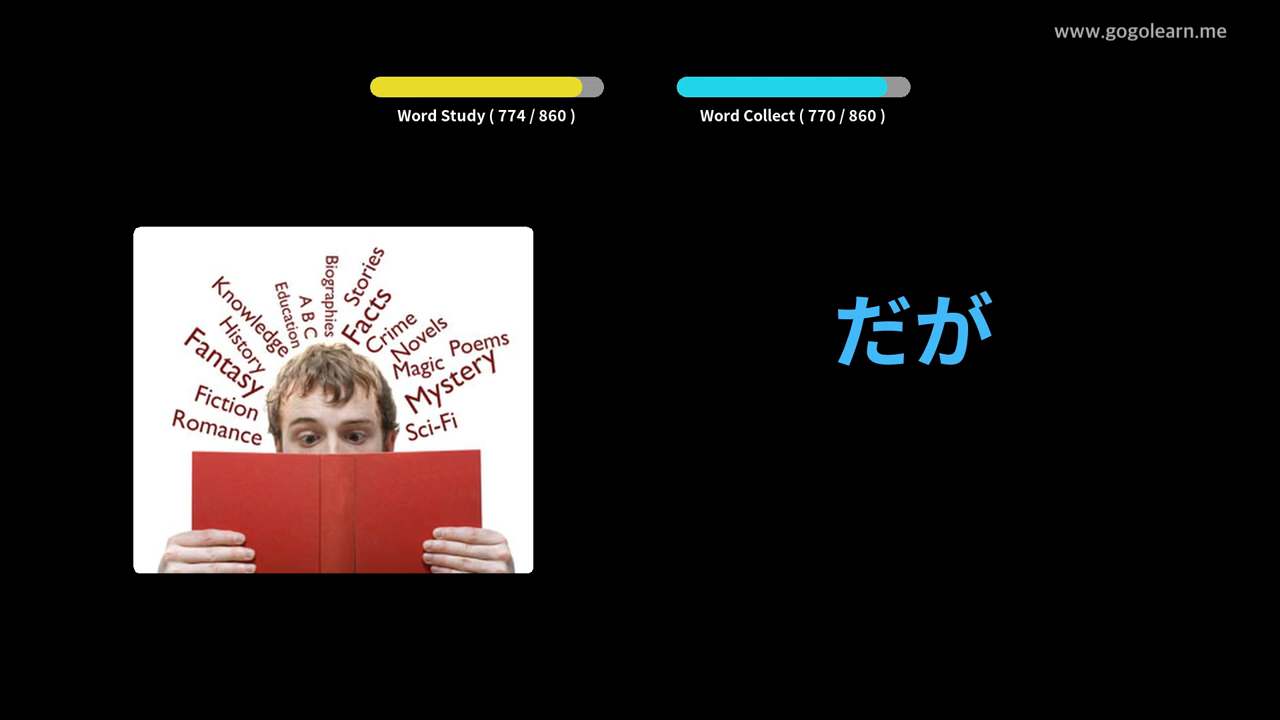 www.gogolearn.me
Word Study ( 774 / 860 )
Word Collect ( 770 / 860 )
だが
Biographies
Stories
Education
A B C
Facts
Knowledge
Crime
History
Novels
Poems
Fantasy
Magic
Mystery
Fiction
Romance
Sci-Fi